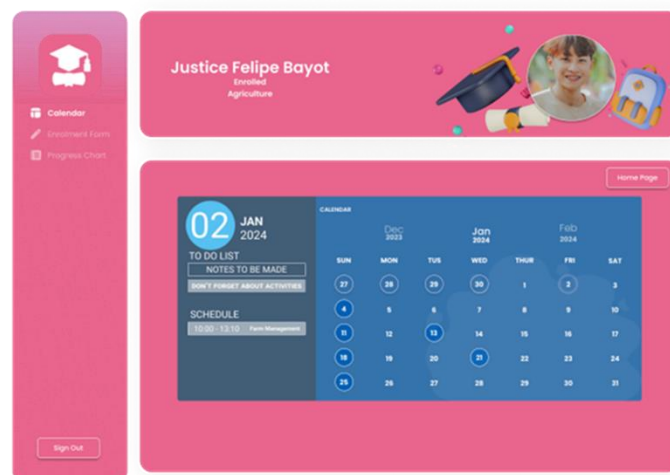 Calendar
Enrolment Form
Progress Chart
Sign Out
Justice Felipe Bayot
Enrolled
Agriculture
Home Page
02 JAN
2024
TO DO LIST
NOTES TO BE MADE
DON'T FORGET ABOUT ACTIVITIES
SCHEDULE
10:00 - 13:10 Farm Management
CALENDAR
Dec Jan Feb
2023 2024 2024
SUN MON TUS WED THUR FRI SAT
27 28 29 30 1 2 3
4 5 6 7 8 9 10
11 12 13 14 15 16 17
18 19 20 21 22 23 24
25 26 27 28 29 30 31